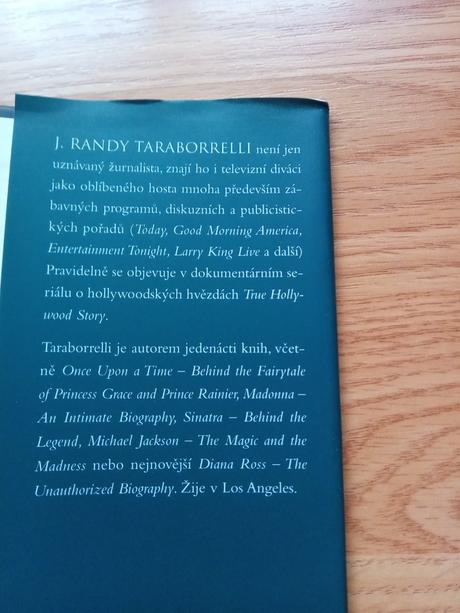 J. RANDY TARABORRELLI není jen
uznávaný žurnalista, znají ho i televizní diváci
jako oblíbeného hosta mnoha především zá-
bavných programů, diskuzních a publicistic-
kých pořadů (Today, Good Morning America,
Entertainment Tonight, Larry King Live a další)
Pravidelně se objevuje v dokumentárním se-
riálu o hollywoodských hvězdách True Holly-
wood Story.
Taraborrelli je autorem jedenácti knih, včet-
ně Once Upon a Time – Behind the Fairytale
of Princess Grace and Prince Rainier, Madonna –
An Intimate Biography, Sinatra – Behind the
Legend, Michael Jackson – The Magic and the
Madness nebo nejnovější Diana Ross – The
Unauthorized Biography. Žije v Los Angeles.